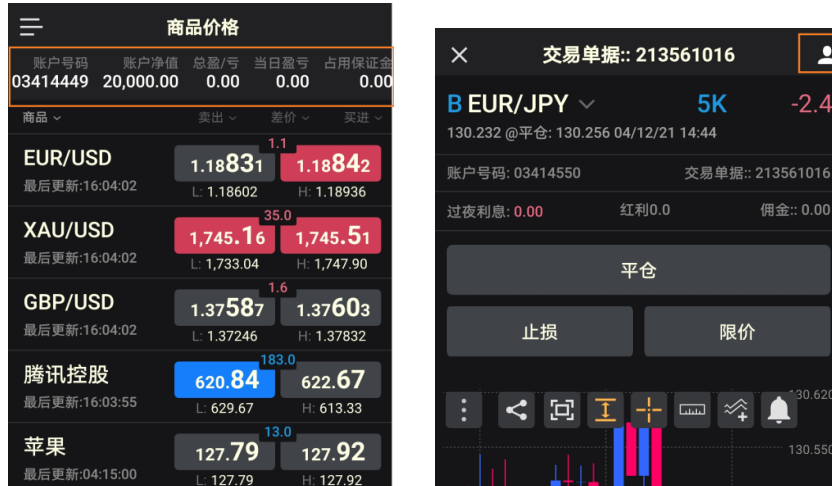 商品价格
账户号码 账户净值 总盈/亏 当日盈亏 占用保证金
03414449 20,000.00 0.00 0.00 0.00
商品 卖出 差价 买进
EUR/USD 1.18831 1.1 1.18842
最后更新:16:04:02 L: 1.18602 H: 1.18936
XAU/USD 1,745.16 35.0 1,745.51
最后更新:16:04:02 L: 1,733.04 H: 1,747.90
GBP/USD 1.37587 1.6 1.37603
最后更新:16:04:02 L: 1.37246 H: 1.37832
腾讯控股 620.84 183.0 622.67
最后更新:16:03:55 L: 629.67 H: 613.33
苹果 127.79 13.0 127.92
最后更新:04:15:00 L: 127.79 H: 127.92
交易单据:: 213561016
B EUR/JPY 5K -2.4
130.232 @平仓: 130.256 04/12/21 14:44
账户号码: 03414550 交易单据:: 213561016
过夜利息: 0.00 红利0.0 佣金:: 0.00
平仓
止损 限价
130.620
130.550